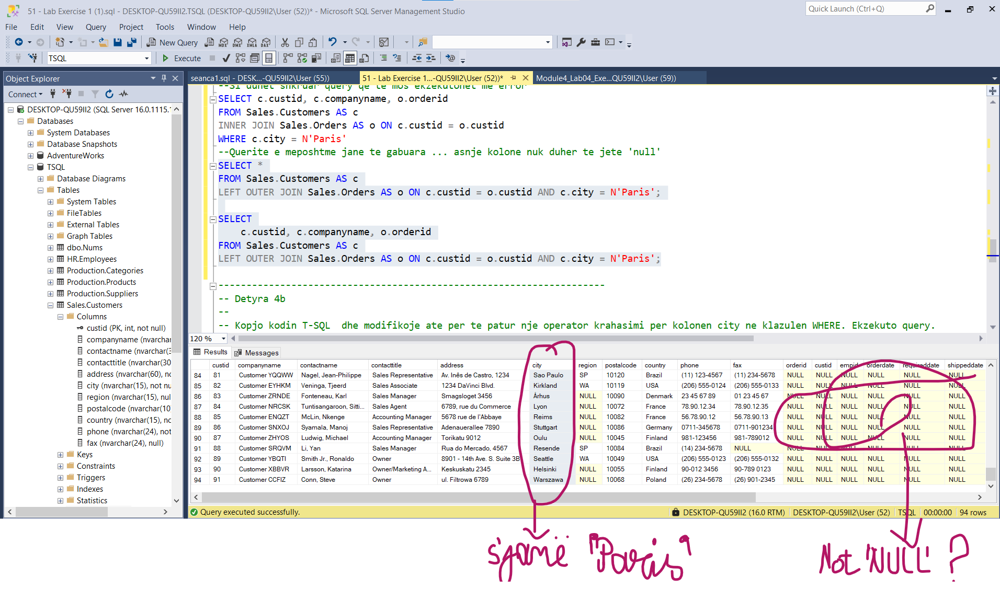 51 - Lab Exercise 1 (1).sql - DESKTOP-QU59II2.TSQL (DESKTOP-QU59II2\User (52))* - Microsoft SQL Server Management Studio
Quick Launch (Ctrl+Q)
File Edit View Query Project Tools Window Help
New Query MDX DMX XMLA DAX
TSQL Execute
Object Explorer
Connect
DESKTOP-QU59II2 (SQL Server 16.0.1115.1
Databases
System Databases
Database Snapshots
AdventureWorks
TSQL
Database Diagrams
Tables
System Tables
FileTables
External Tables
Graph Tables
dbo.Nums
HR.Employees
Production.Categories
Production.Products
Production.Suppliers
Sales.Customers
Columns
custid (PK, int, not null)
companyname (nvarchar
contactname (nvarchar(3
contacttitle (nvarchar(30
address (nvarchar(60), nc
city (nvarchar(15), not nu
region (nvarchar(15), nul
postalcode (nvarchar(10
country (nvarchar(15), nc
phone (nvarchar(24), not
fax (nvarchar(24), null)
Keys
Constraints
Triggers
Indexes
Statistics
seanca1.sql - DESK...-QU59II2\User (55)) 51 - Lab Exercise 1...-QU59II2\User (52))* Module4_Lab04_Exe...QU59II2\User (59))
--Si duhet shkruar query qe te mos ekzekutohet me error
SELECT c.custid, c.companyname, o.orderid
FROM Sales.Customers AS c
INNER JOIN Sales.Orders AS o ON c.custid = o.custid
WHERE c.city = N'Paris'
--Querite e meposhtme jane te gabuara ... asnje kolone nuk duher te jete 'null'
SELECT *
FROM Sales.Customers AS c
LEFT OUTER JOIN Sales.Orders AS o ON c.custid = o.custid AND c.city = N'Paris';
SELECT
c.custid, c.companyname, o.orderid
FROM Sales.Customers AS c
LEFT OUTER JOIN Sales.Orders AS o ON c.custid = o.custid AND c.city = N'Paris';
---------------------------------------------------------------------
-- Detyra 4b
--
-- Kopjo kodin T-SQL dhe modifikoje ate per te patur nje operator krahasimi per kolonen city ne klazulen WHERE. Ekzekuto query.
120 %
Results Messages
custid companyname contactname contacttitle address city region postalcode country phone fax orderid custid empid orderdate requireddate shippeddate
84 81 Customer YQQWW Nagel, Jean-Philippe Sales Representative Av. Inês de Castro, 1234 Sao Paulo SP 10120 Brazil (11) 123-4567 (11) 234-5678 NULL NULL NULL NULL NULL NULL
85 82 Customer EYHKM Veninga, Tjeerd Sales Associate 1234 DaVinci Blvd. Kirkland WA 10119 USA (206) 555-0124 (206) 555-0133 NULL NULL NULL NULL NULL NULL
86 83 Customer ZRNDE Fonteneau, Karl Sales Manager Smagsloget 3456 Århus NULL 10090 Denmark 23 45 67 89 01 23 45 67 NULL NULL NULL NULL NULL NULL
87 84 Customer NRCSK Tuntisangaroon, Sitti... Sales Agent 6789, rue du Commerce Lyon NULL 10072 France 78.90.12.34 78.90.12.35 NULL NULL NULL NULL NULL NULL
88 85 Customer ENQZT McLin, Nkenge Accounting Manager 5678 rue de l'Abbaye Reims NULL 10082 France 56.78.90.12 56.78.90.13 NULL NULL NULL NULL NULL NULL
89 86 Customer SNXOJ Syamala, Manoj Sales Representative Adenauerallee 7890 Stuttgart NULL 10086 Germany 0711-345678 0711-901234 NULL NULL NULL NULL NULL NULL
90 87 Customer ZHYOS Ludwig, Michael Accounting Manager Torikatu 9012 Oulu NULL 10045 Finland 981-123456 981-789012 NULL NULL NULL NULL NULL NULL
91 88 Customer SRQVM Li, Yan Sales Manager Rua do Mercado, 4567 Resende SP 10084 Brazil (14) 234-5678 NULL NULL NULL NULL NULL NULL NULL
92 89 Customer YBQTI Smith Jr., Ronaldo Owner 8901 - 14th Ave. S. Suite 3B Seattle WA 10049 USA (206) 555-0123 (206) 555-0132 NULL NULL NULL NULL NULL NULL
93 90 Customer XBBVR Larsson, Katarina Owner/Marketing A... Keskuskatu 2345 Helsinki NULL 10055 Finland 90-012 3456 90-789 0123 NULL NULL NULL NULL NULL NULL
94 91 Customer CCFIZ Conn, Steve Owner ul. Filtrowa 6789 Warszawa NULL 10068 Poland (26) 234-5678 (26) 901-2345 NULL NULL NULL NULL NULL NULL
Query executed successfully. DESKTOP-QU59II2 (16.0 RTM) DESKTOP-QU59II2\User (52) TSQL 00:00:00 94 rows
s'janë "Paris" Not 'NULL' ?